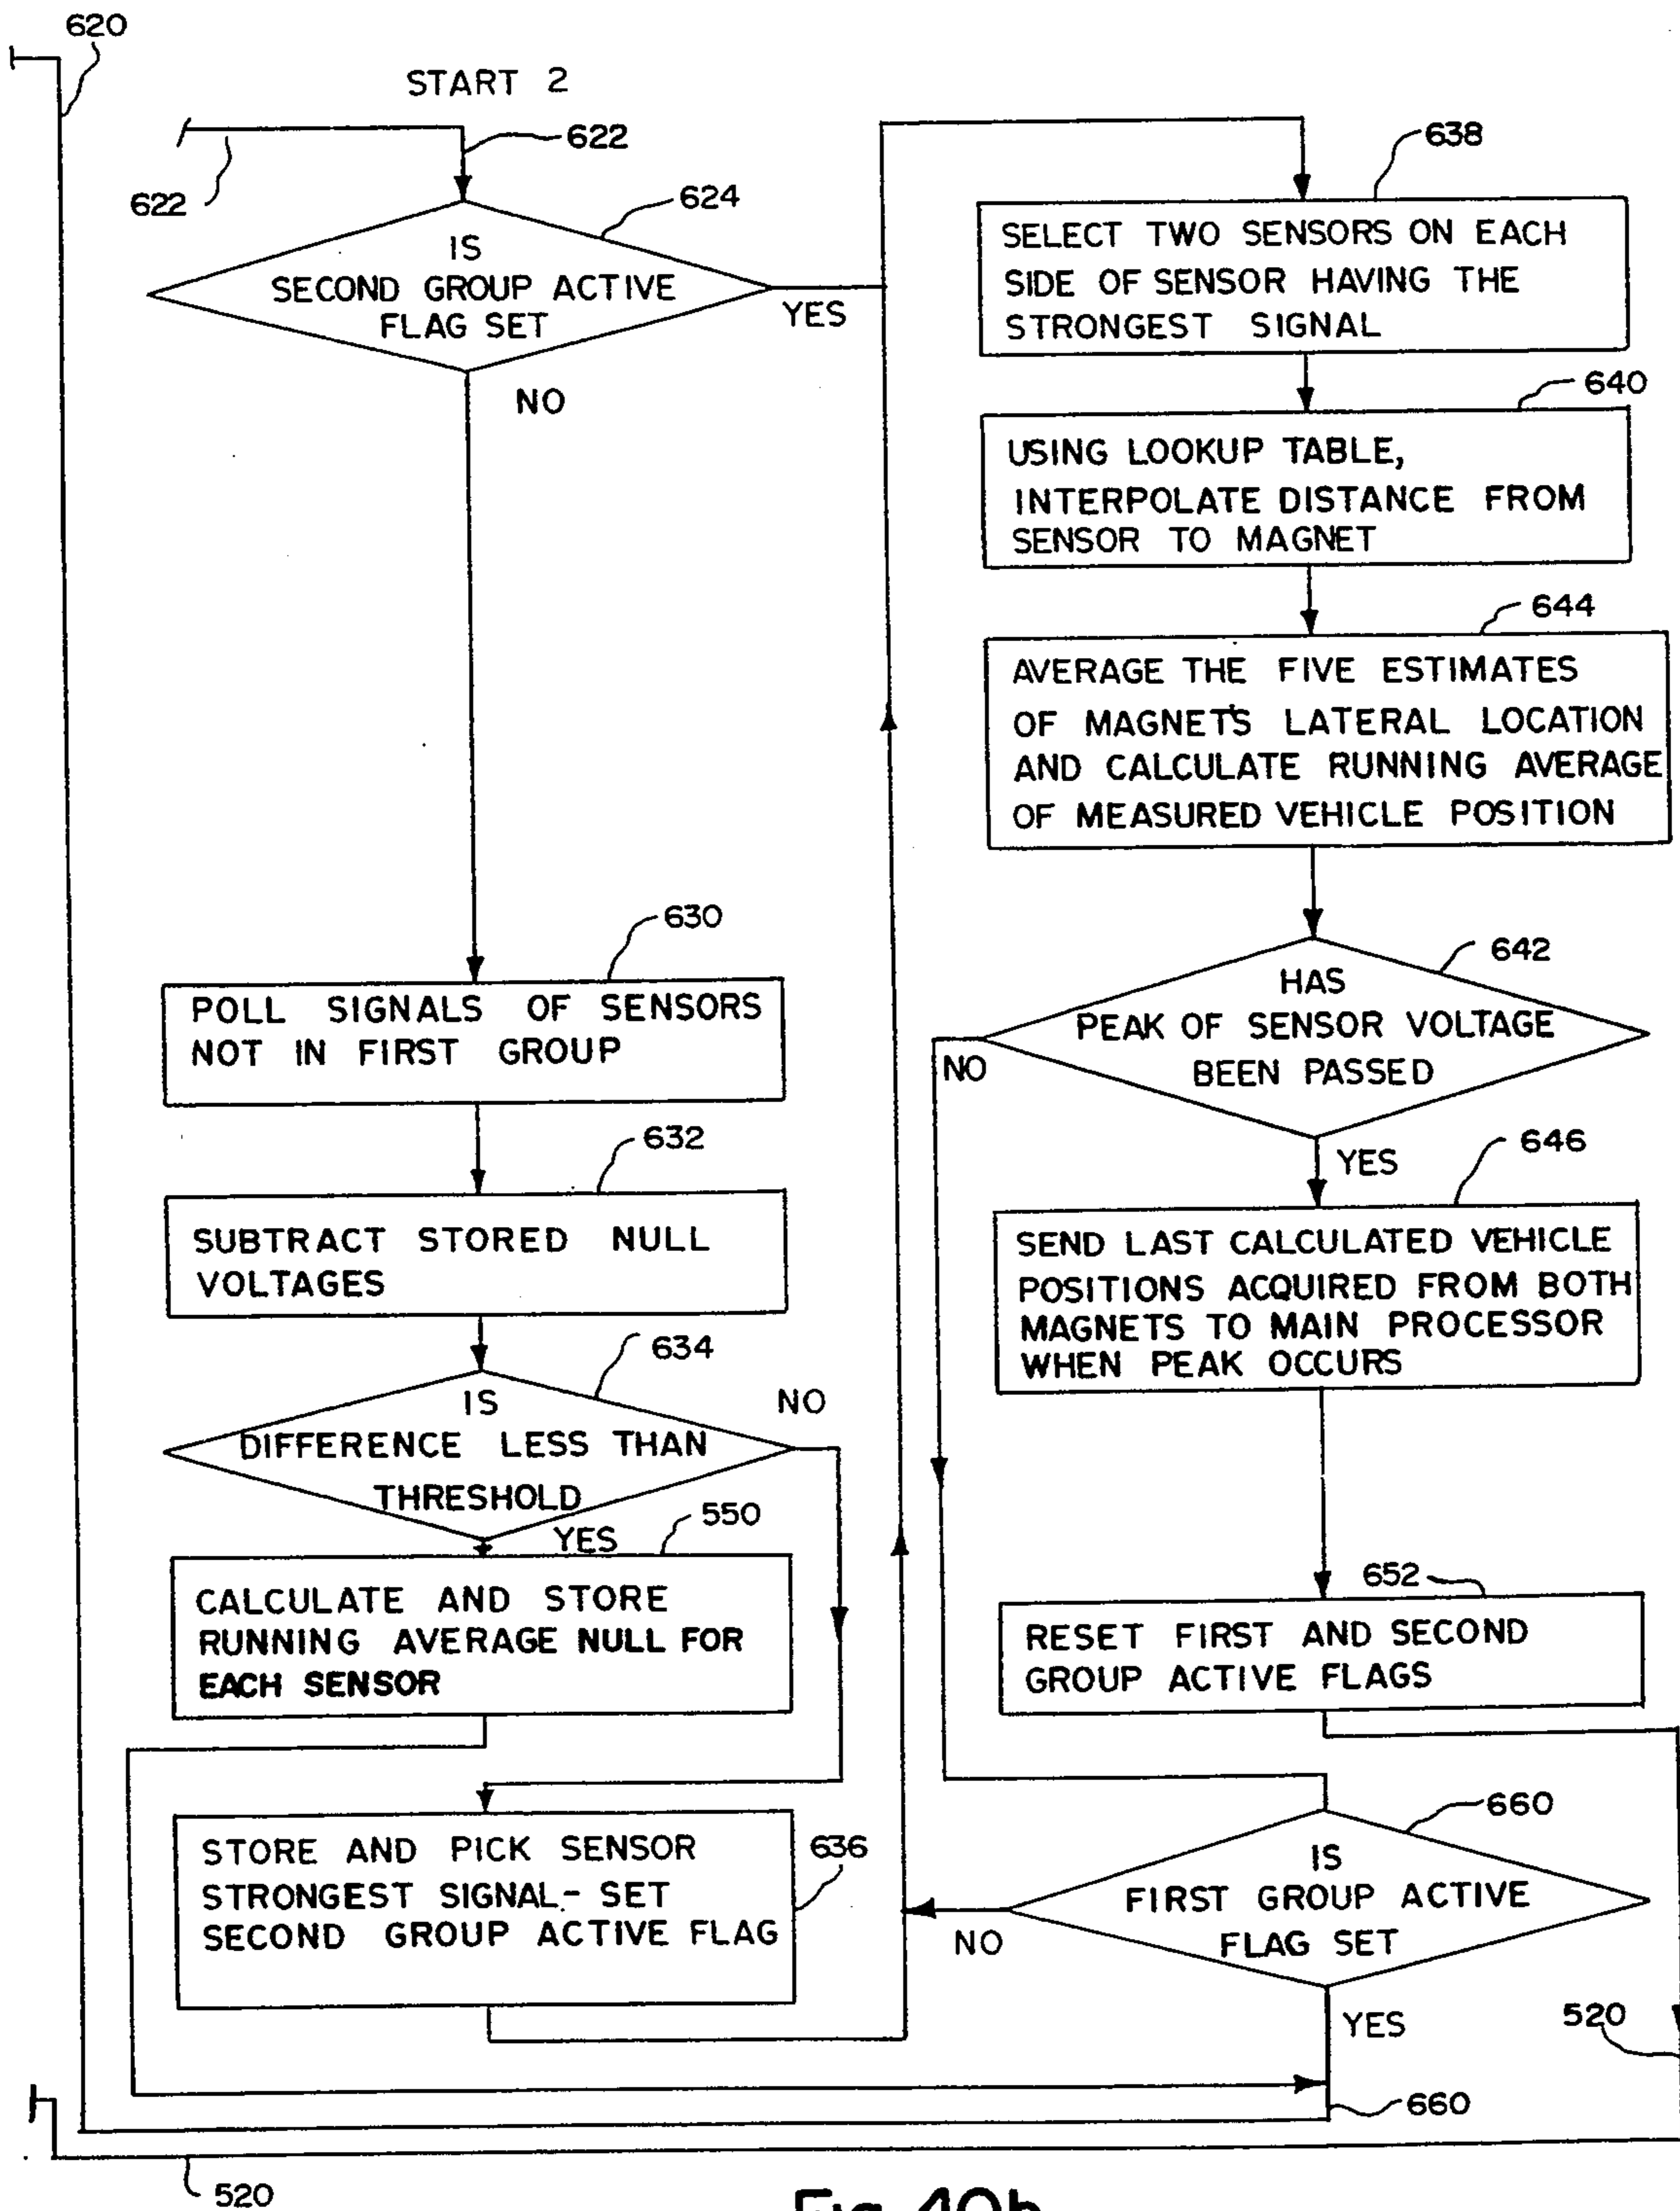 620
START 2
622
622
624
IS
SECOND GROUP ACTIVE
FLAG SET
YES
NO
630
POLL SIGNALS OF SENSORS
NOT IN FIRST GROUP
632
SUBTRACT STORED NULL
VOLTAGES
634
IS
DIFFERENCE LESS THAN
THRESHOLD
NO
YES
550
CALCULATE AND STORE
RUNNING AVERAGE NULL FOR
EACH SENSOR
STORE AND PICK SENSOR
STRONGEST SIGNAL- SET
SECOND GROUP ACTIVE FLAG
636
638
SELECT TWO SENSORS ON EACH
SIDE OF SENSOR HAVING THE
STRONGEST SIGNAL
640
USING LOOKUP TABLE,
INTERPOLATE DISTANCE FROM
SENSOR TO MAGNET
644
AVERAGE THE FIVE ESTIMATES
OF MAGNET'S LATERAL LOCATION
AND CALCULATE RUNNING AVERAGE
OF MEASURED VEHICLE POSITION
642
HAS
PEAK OF SENSOR VOLTAGE
BEEN PASSED
NO
YES
646
SEND LAST CALCULATED VEHICLE
POSITIONS ACQUIRED FROM BOTH
MAGNETS TO MAIN PROCESSOR
WHEN PEAK OCCURS
652
RESET FIRST AND SECOND
GROUP ACTIVE FLAGS
660
IS
FIRST GROUP ACTIVE
FLAG SET
NO
YES
520
660
520